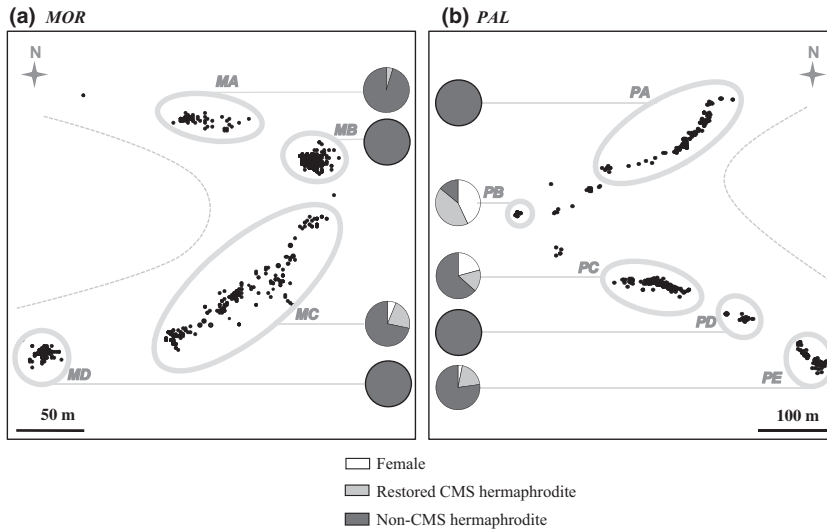 (a) MOR
(b) PAL
N
MA
MB
MC
MD
50 m
N
PA
PB
PC
PD
PE
100 m
Female
Restored CMS hermaphrodite
Non-CMS hermaphrodite